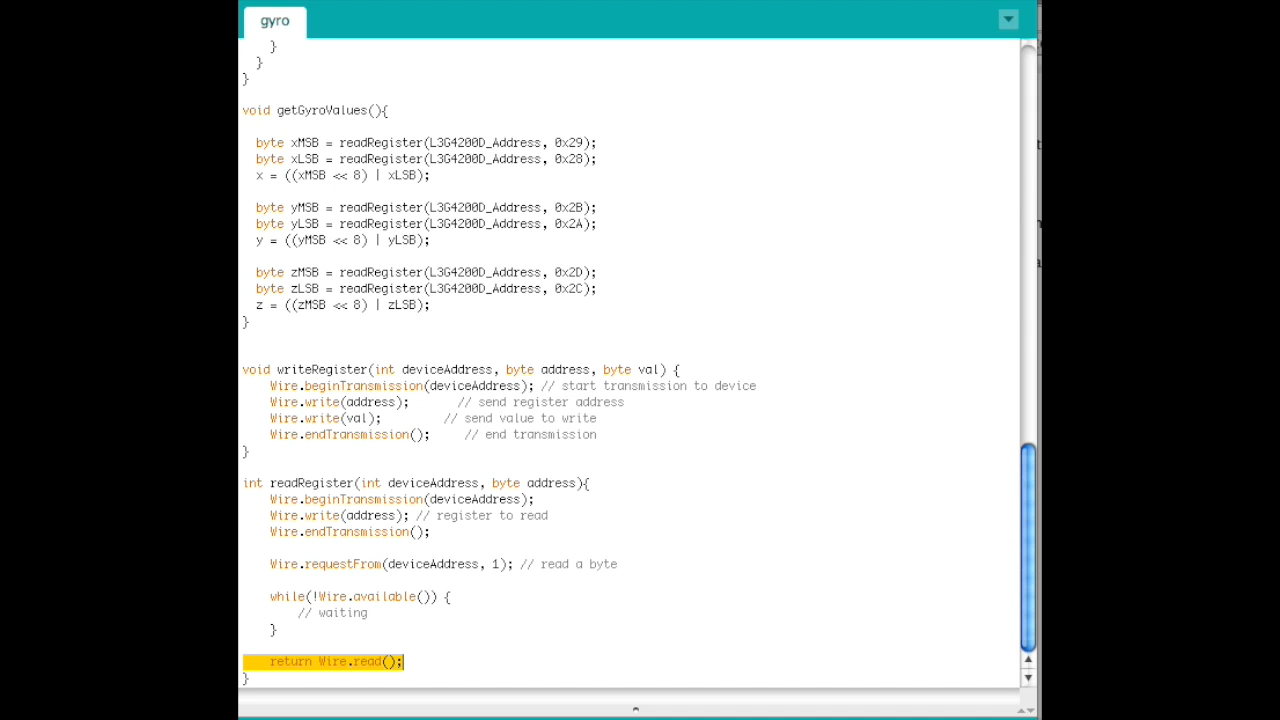 gyro
}
}
}
void getGyroValues(){
byte xMSB = readRegister(L3G4200D_Address, 0x29);
byte xLSB = readRegister(L3G4200D_Address, 0x28);
x = ((xMSB << 8) | xLSB);
byte yMSB = readRegister(L3G4200D_Address, 0x2B);
byte yLSB = readRegister(L3G4200D_Address, 0x2A);
y = ((yMSB << 8) | yLSB);
byte zMSB = readRegister(L3G4200D_Address, 0x2D);
byte zLSB = readRegister(L3G4200D_Address, 0x2C);
z = ((zMSB << 8) | zLSB);
}
void writeRegister(int deviceAddress, byte address, byte val) {
Wire.beginTransmission(deviceAddress); // start transmission to device
Wire.write(address); // send register address
Wire.write(val); // send value to write
Wire.endTransmission(); // end transmission
}
int readRegister(int deviceAddress, byte address){
Wire.beginTransmission(deviceAddress);
Wire.write(address); // register to read
Wire.endTransmission();
Wire.requestFrom(deviceAddress, 1); // read a byte
while(!Wire.available()) {
// waiting
}
return Wire.read();
}